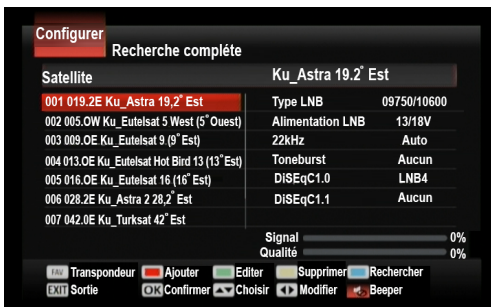 Configurer
Recherche compléte
Satellite
Ku_Astra 19.2° Est
001 019.2E Ku_Astra 19,2° Est
Type LNB 09750/10600
002 005.OW Ku_Eutelsat 5 West (5° Ouest)
Alimentation LNB 13/18V
003 009.OE Ku_Eutelsat 9 (9° Est)
22kHz Auto
004 013.OE Ku_Eutelsat Hot Bird 13 (13° Est)
Toneburst Aucun
005 016.OE Ku_Eutelsat 16 (16° Est)
DiSEqC1.0 LNB4
006 028.2E Ku_Astra 2 28,2° Est
DiSEqC1.1 Aucun
007 042.0E Ku_Turksat 42° Est
Signal 0%
Qualité 0%
FAV Transpondeur Ajouter Editer Supprimer Rechercher
EXIT Sortie OK Confirmer Choisir Modifier Beeper